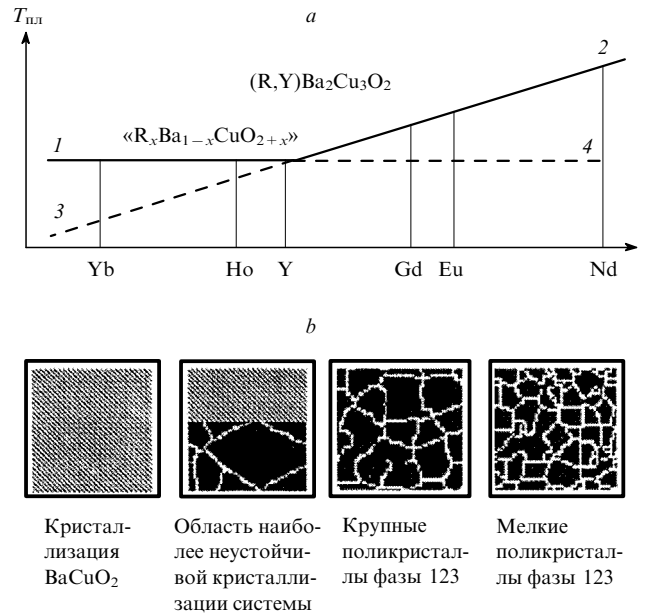 Tпл
a
2
(R,Y)Ba2Cu3O2
«RxBa1−xCuO2+x»
1
4
3
Yb Ho Y Gd Eu Nd
b
Кристал-
лизация
BaCuO2
Область наибо-
лее неустойчи-
вой кристалли-
зации системы
Крупные
поликристал-
лы фазы 123
Мелкие
поликристал-
лы фазы 123